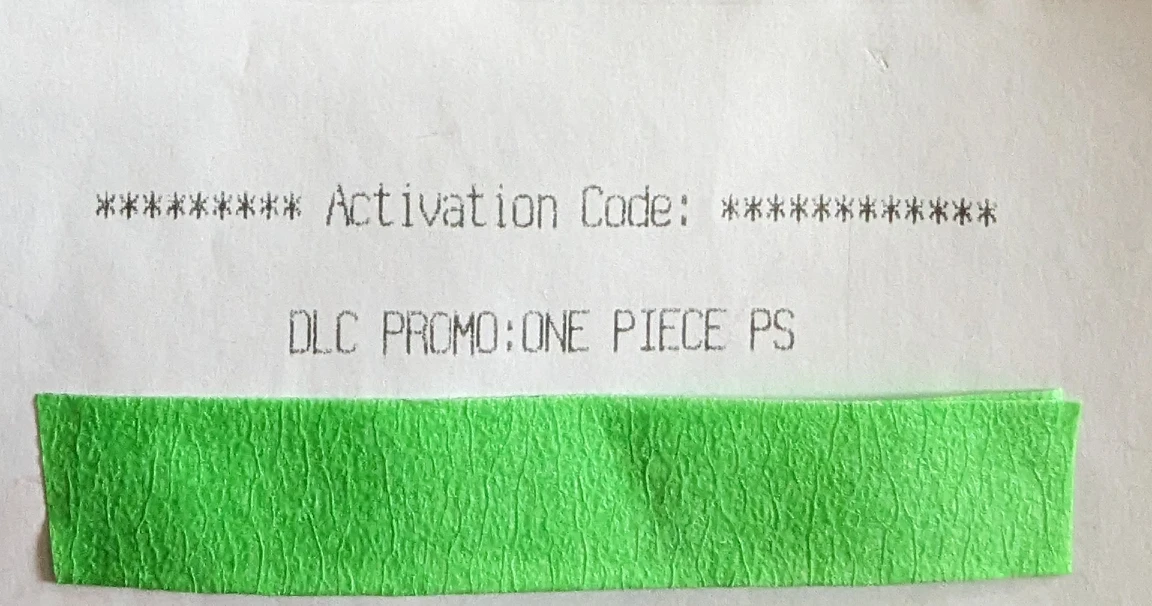 ********* Activation Code: ************
DLC PROMO:ONE PIECE PS